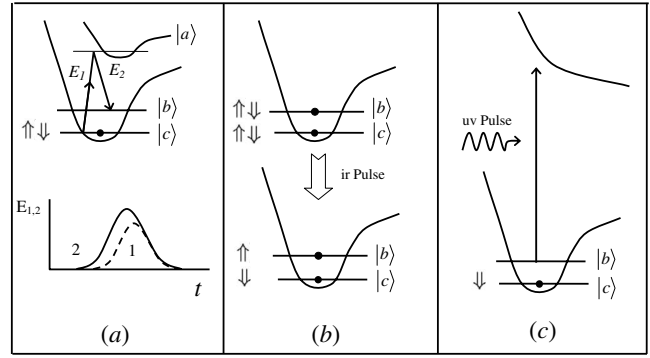 |a⟩
E1 E2
|b⟩
⇑⇓ |c⟩
E1,2
2 1
t
(a)
⇑⇓ |b⟩
⇑⇓ |c⟩
ir Pulse
⇑ |b⟩
⇓ |c⟩
(b)
uv Pulse
|b⟩
⇓ |c⟩
(c)